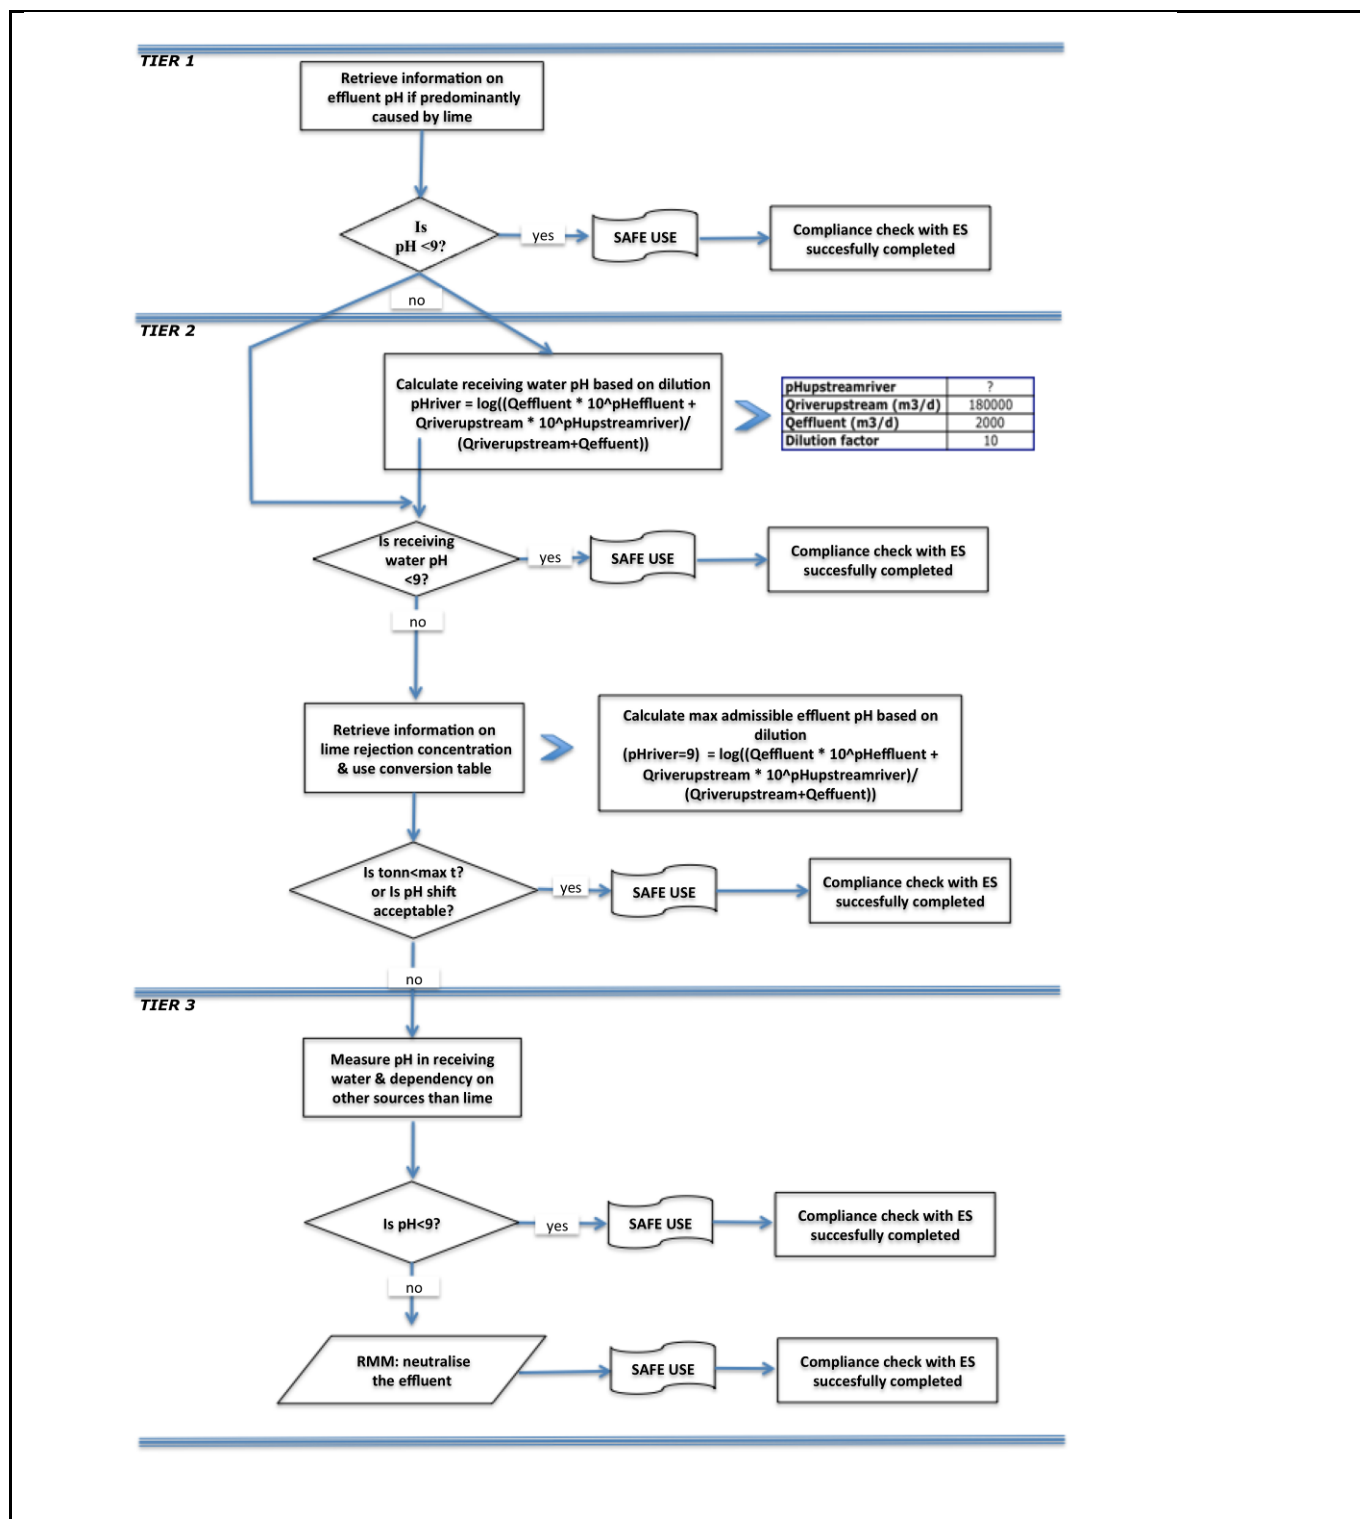 TIER 1
Retrieve information on
effluent pH if predominantly
caused by lime
Is
pH <9?
yes
SAFE USE
Compliance check with ES
succesfully completed
no
TIER 2
Calculate receiving water pH based on dilution
pHriver = log((Qeffluent * 10^pHeffluent +
Qriverupstream * 10^pHupstreamriver)/
(Qriverupstream+Qeffuent))
pHupstreamriver ?
Qriverupstream (m3/d) 180000
Qeffluent (m3/d) 2000
Dilution factor 10
Is receiving
water pH
<9?
yes
SAFE USE
Compliance check with ES
succesfully completed
no
Retrieve information on
lime rejection concentration
& use conversion table
Calculate max admissible effluent pH based on
dilution
(pHriver=9) = log((Qeffluent * 10^pHeffluent +
Qriverupstream * 10^pHupstreamriver)/
(Qriverupstream+Qeffuent))
Is tonn<max t?
or Is pH shift
acceptable?
yes
SAFE USE
Compliance check with ES
succesfully completed
no
TIER 3
Measure pH in receiving
water & dependency on
other sources than lime
Is pH<9?
yes
SAFE USE
Compliance check with ES
succesfully completed
no
RMM: neutralise
the effluent
SAFE USE
Compliance check with ES
succesfully completed